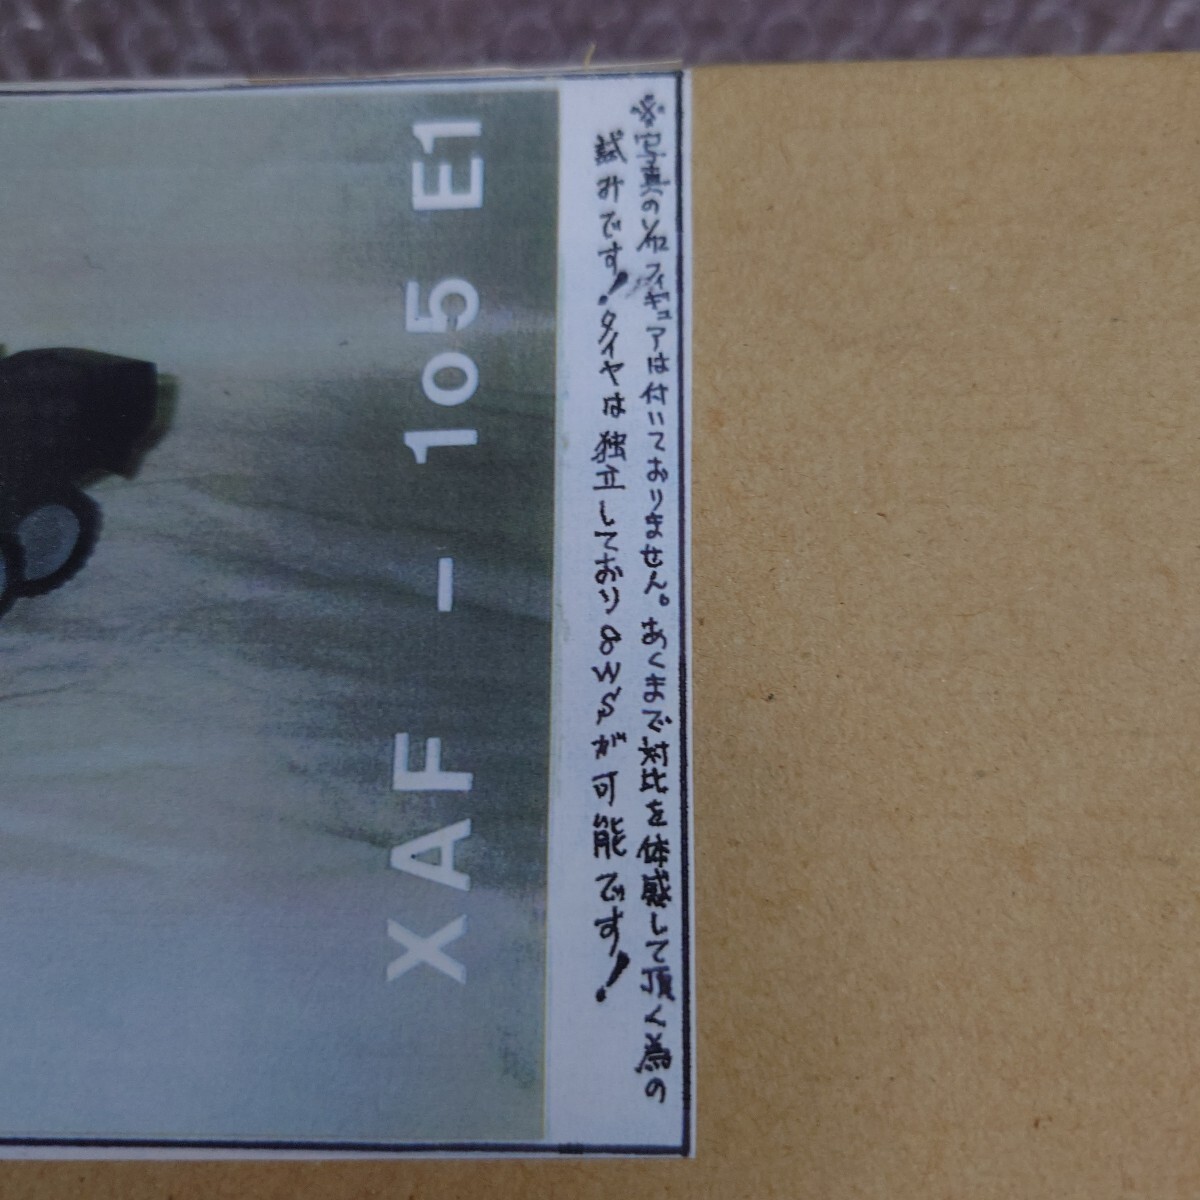 ※写真の1/12フィギュアは付いておりません。あくまで対比を体感して頂く為の
試みです!タイヤは独立しており8WSが可能です!
XAF - 105 E1